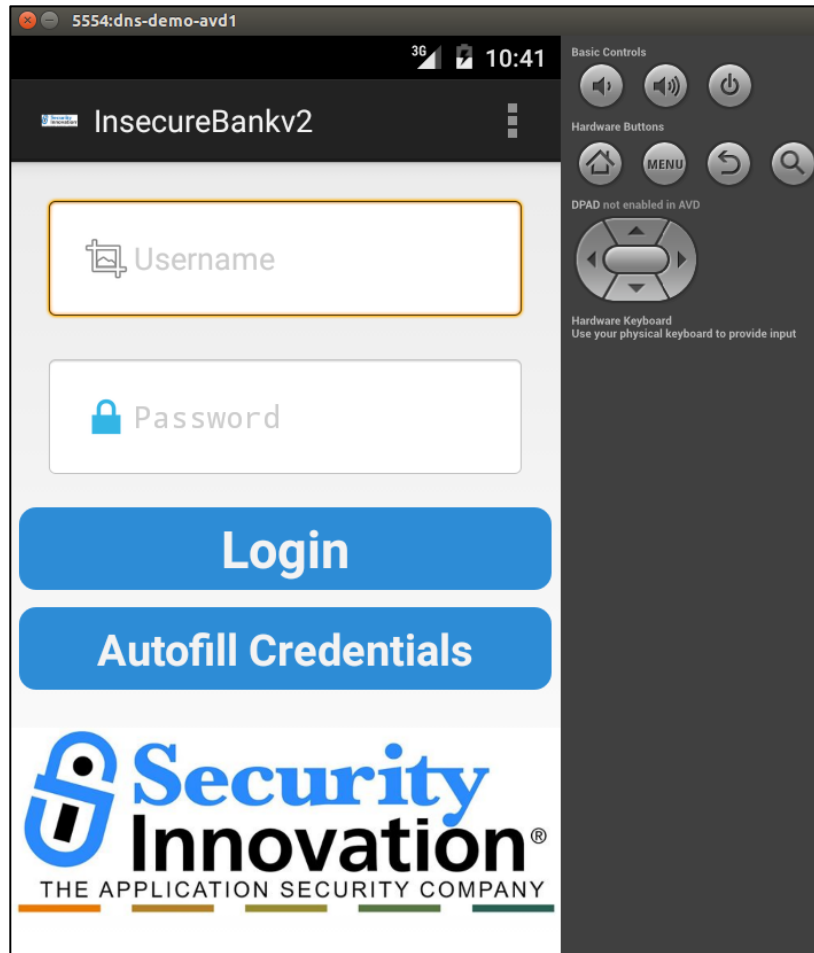 5554:dns-demo-avd1
3G 10:41
InsecureBankv2
Username
Password
Login
Autofill Credentials
Security
Innovation®
THE APPLICATION SECURITY COMPANY
Basic Controls
Hardware Buttons
MENU
DPAD not enabled in AVD
Hardware Keyboard
Use your physical keyboard to provide input